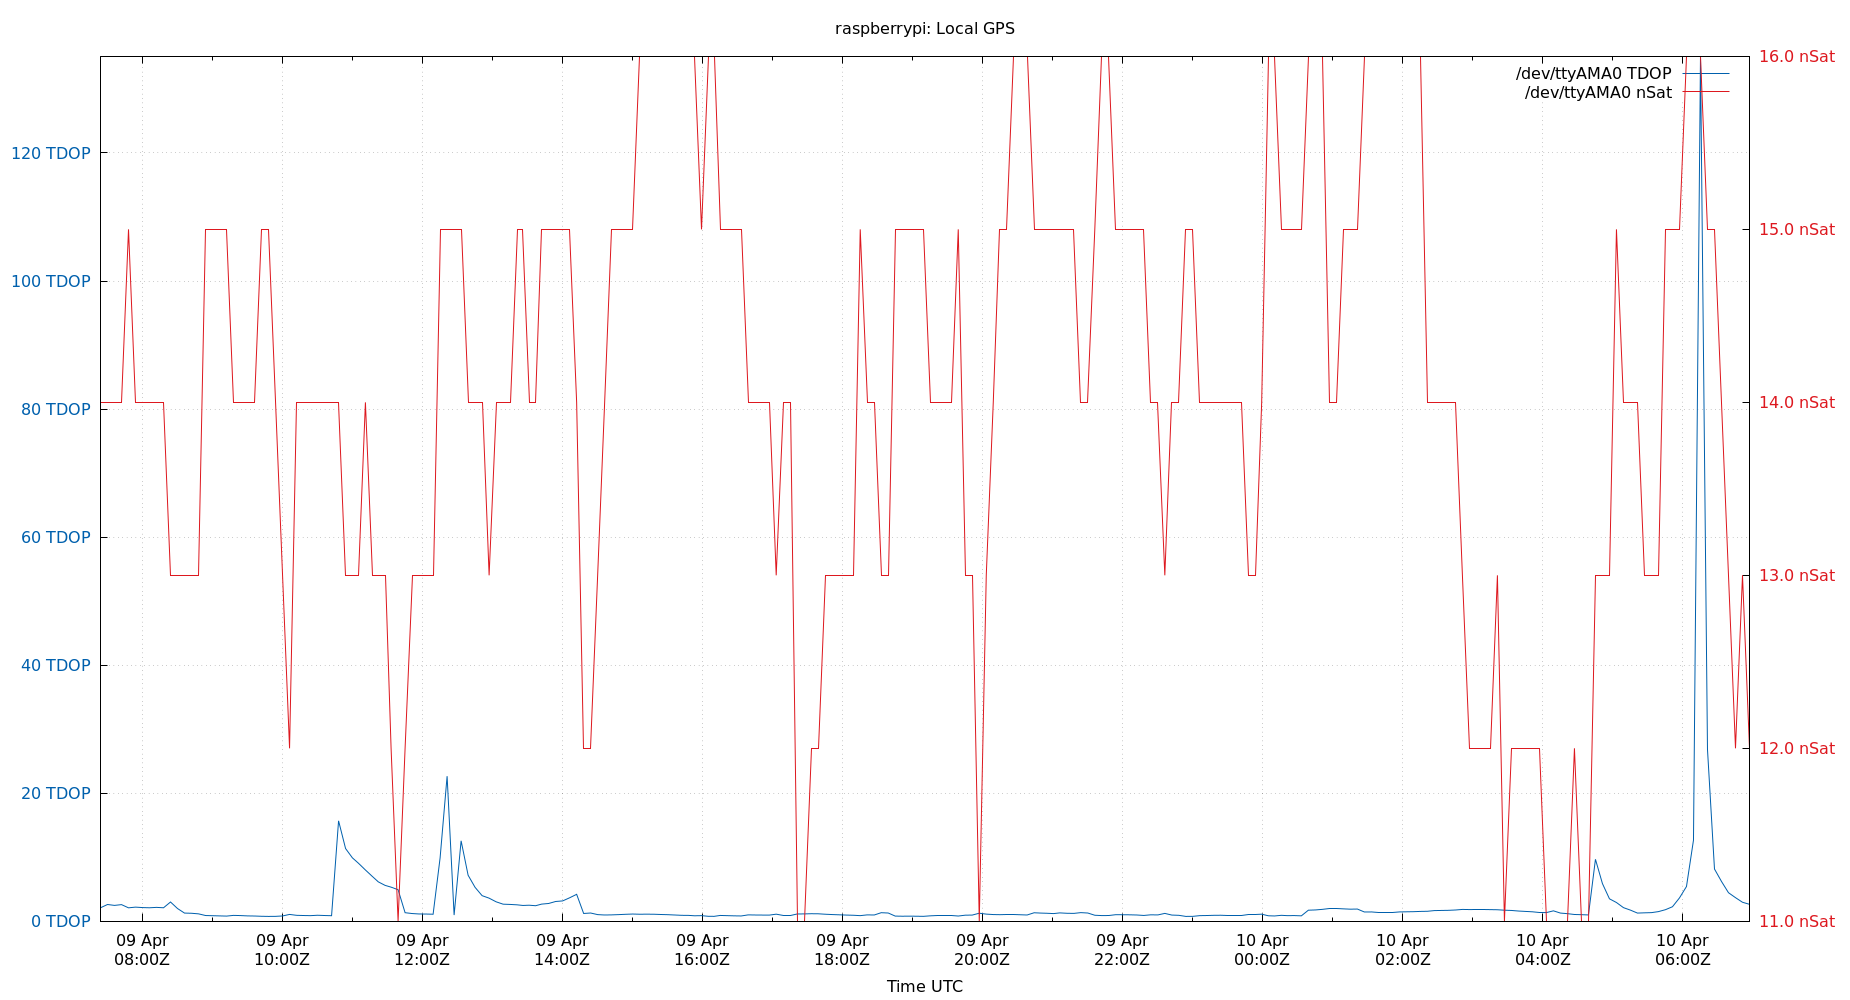 raspberrypi: Local GPS
/dev/ttyAMA0 TDOP
/dev/ttyAMA0 nSat
120 TDOP
100 TDOP
80 TDOP
60 TDOP
40 TDOP
20 TDOP
0 TDOP
16.0 nSat
15.0 nSat
14.0 nSat
13.0 nSat
12.0 nSat
11.0 nSat
09 Apr
08:00Z
09 Apr
10:00Z
09 Apr
12:00Z
09 Apr
14:00Z
09 Apr
16:00Z
09 Apr
18:00Z
09 Apr
20:00Z
09 Apr
22:00Z
10 Apr
00:00Z
10 Apr
02:00Z
10 Apr
04:00Z
10 Apr
06:00Z
Time UTC